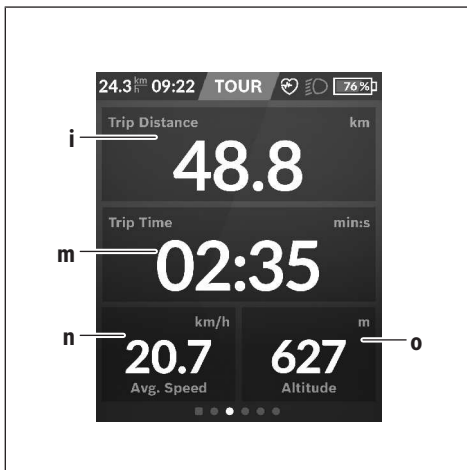 24.3 km/h 09:22 TOUR 76 %
Trip Distance km
i
48.8
Trip Time min:s
m
02:35
km/h m
n o
20.7 627
Avg. Speed Altitude